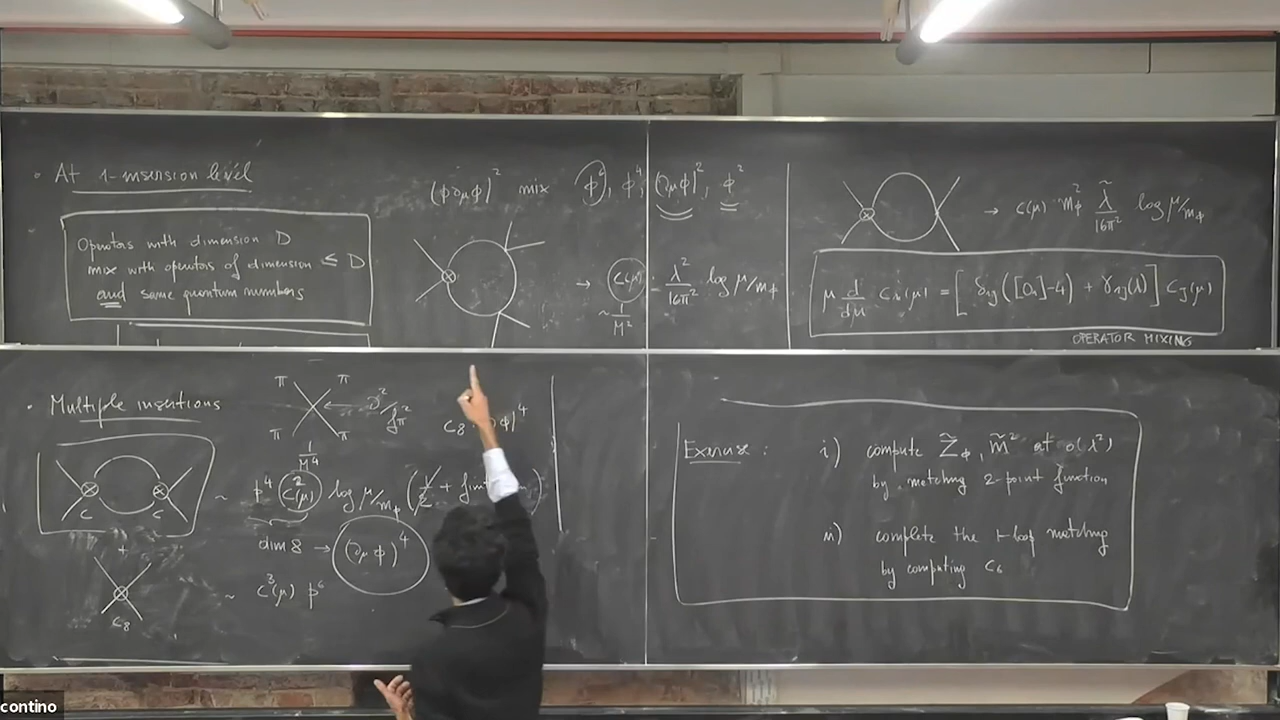 • At 1-insertion level
Operators with dimension D
mix with operators of dimension ≤ D
and same quantum numbers
(φ∂μφ)² mix φ⁶, φ⁴, (∂μφ)², φ²
→ c(μ) · λ²/16π² log μ/mφ
~ 1/M²
→ c(μ) m²φ λ̃/16π² log μ/mφ
μ d/dμ ci(μ) = [δij([Oi]-4) + γij(λ)] cj(μ)
OPERATOR MIXING
• Multiple insertions
π π
π π
1/M⁴
c c
~ p⁴ c²(μ) log μ/mφ
dim 8 → (∂μφ)⁴
+
c8
~ c³(μ) p⁶
c8
Exercise : i) compute Z̃φ, m̃² at o(λ²)
by matching 2-point function
ii) complete the 1-loop matching
by computing C6
contino